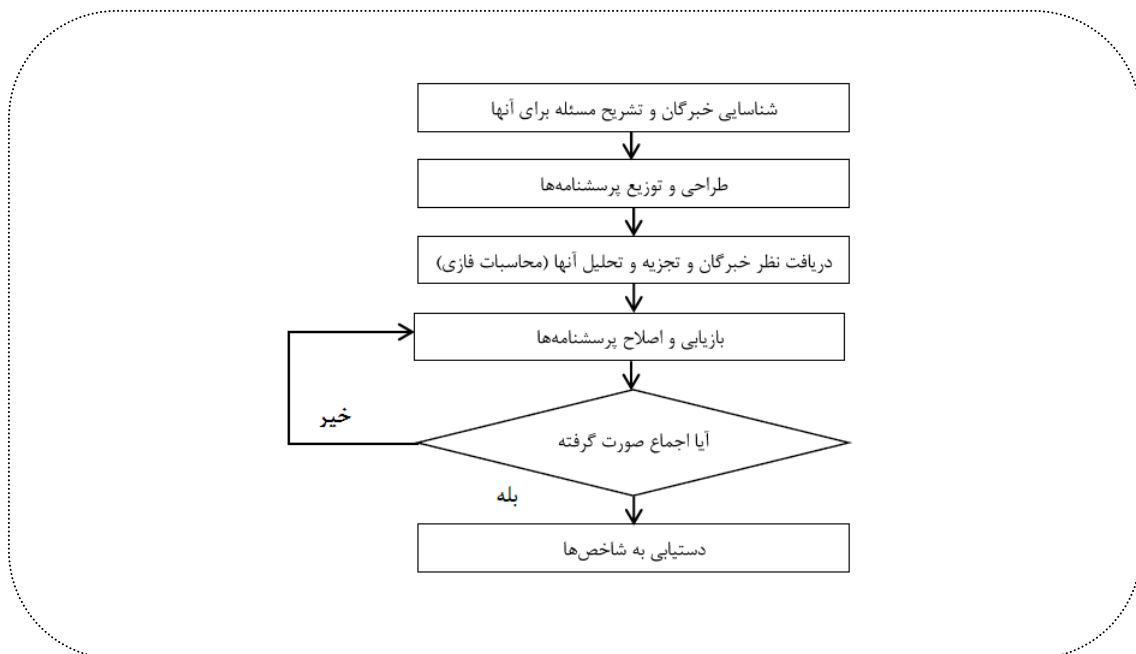 شناسایی خبرگان و تشریح مسئله برای آنها
طراحی و توزیع پرسشنامه‌ها
دریافت نظر خبرگان و تجزیه و تحلیل آنها (محاسبات فازی)
بازیابی و اصلاح پرسشنامه‌ها
خیر
آیا اجماع صورت گرفته
بله
دستیابی به شاخص‌ها